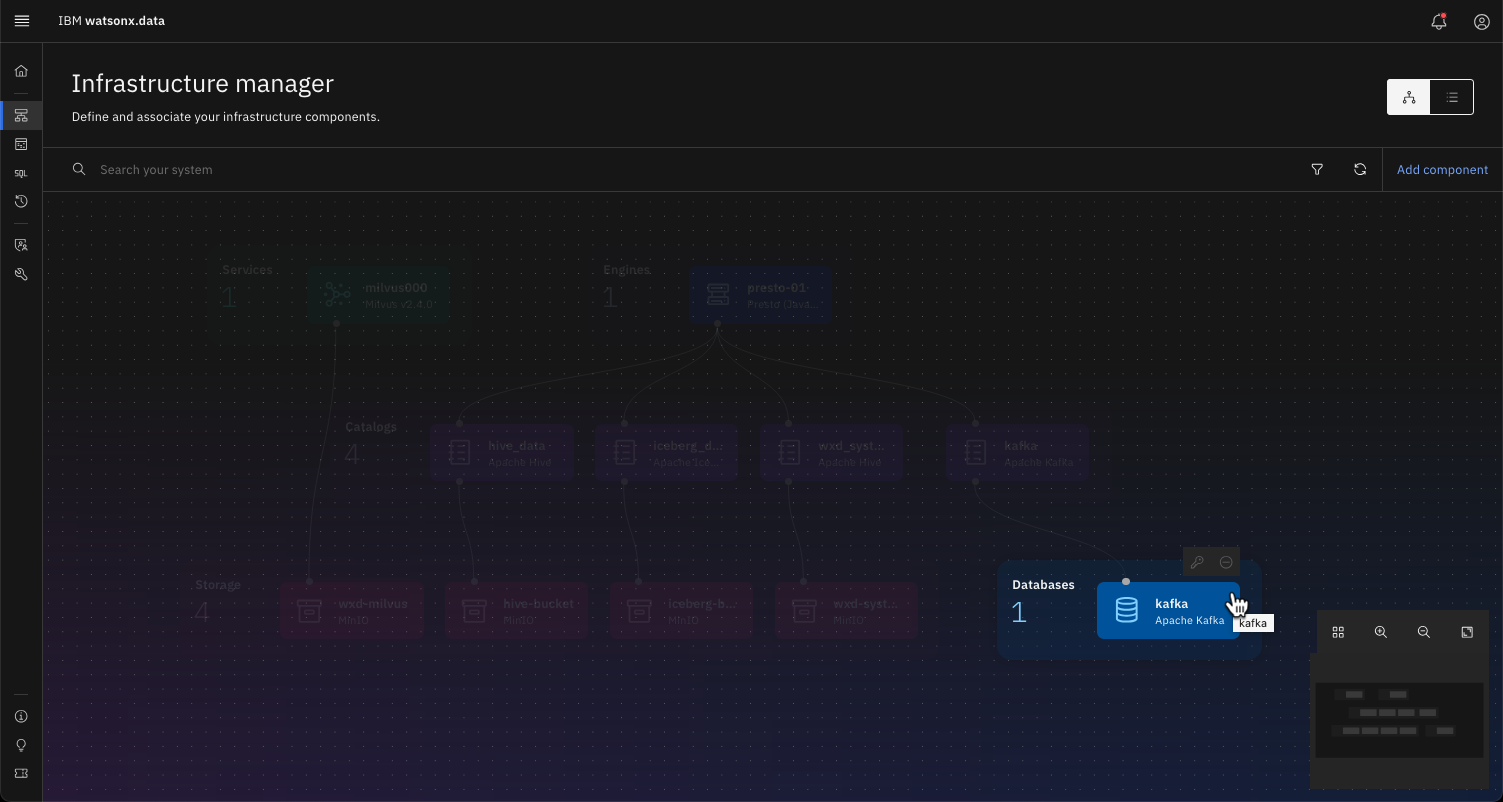 IBM watsonx.data
Infrastructure manager
Define and associate your infrastructure components.
Search your system
Add component
SQL
Services
1
milvus000
Milvus v2.4.0
Engines
1
presto-01
Presto (Java...
Catalogs
4
hive_data
Apache Hive
iceberg_d...
Apache Ice...
wxd_syst...
Apache Hive
kafka
Apache Kafka
Storage
4
wxd-milvus
MinIO
hive-bucket
MinIO
iceberg-b...
MinIO
wxd-syst...
MinIO
Databases
1
kafka
Apache Kafka
kafka